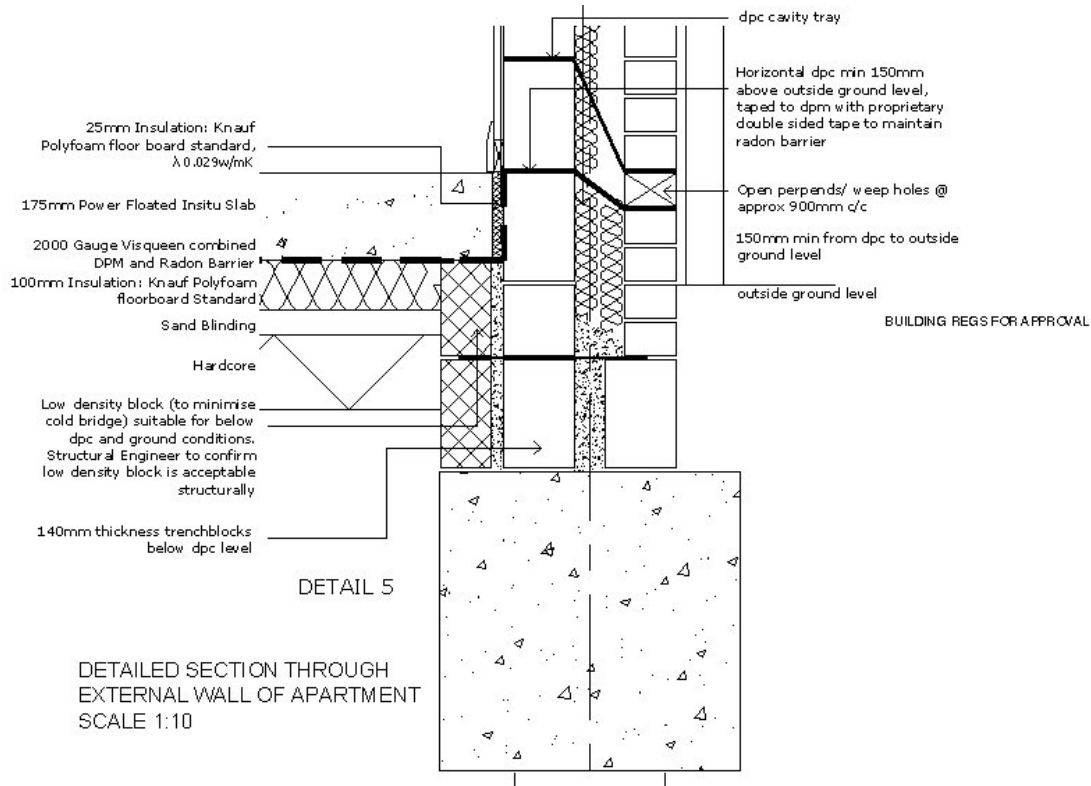 dpc cavity tray
Horizontal dpc min 150mm
above outside ground level,
taped to dpm with proprietary
double sided tape to maintain
radon barrier
Open perpends/ weep holes @
approx 900mm c/c
150mm min from dpc to outside
ground level
outside ground level
BUILDING REGS FOR APPROVAL
25mm Insulation: Knauf
Polyfoam floor board standard,
λ 0.029w/mK
175mm Power Floated Insitu Slab
2000 Gauge Visqueen combined
DPM and Radon Barrier
100mm Insulation: Knauf Polyfoam
floorboard Standard
Sand Blinding
Hardcore
Low density block (to minimise
cold bridge) suitable for below
dpc and ground conditions.
Structural Engineer to confirm
low density block is acceptable
structurally
140mm thickness trenchblocks
below dpc level
DETAIL 5
DETAILED SECTION THROUGH
EXTERNAL WALL OF APARTMENT
SCALE 1:10